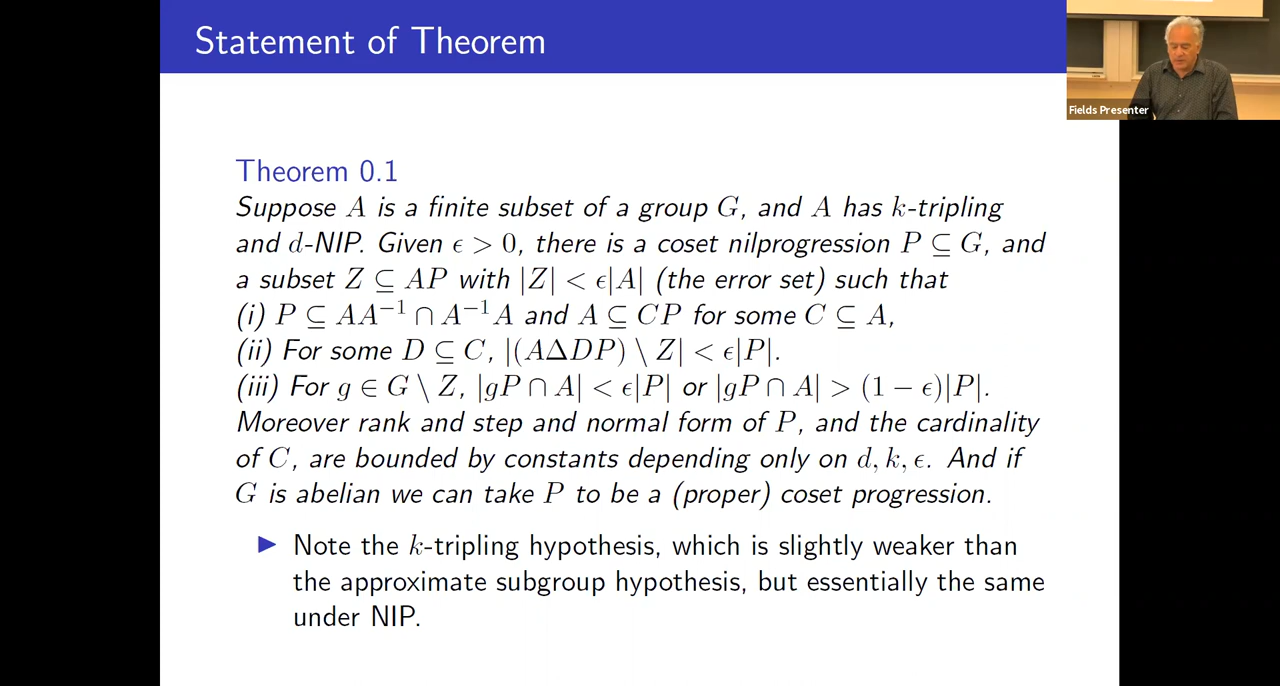 Statement of Theorem
Fields Presenter
Theorem 0.1
Suppose A is a finite subset of a group G, and A has k-tripling
and d-NIP. Given ϵ > 0, there is a coset nilprogression P ⊆ G, and
a subset Z ⊆ AP with |Z| < ϵ|A| (the error set) such that
(i) P ⊆ AA⁻¹ ∩ A⁻¹A and A ⊆ CP for some C ⊆ A,
(ii) For some D ⊆ C, |(AΔDP) \ Z| < ϵ|P|.
(iii) For g ∈ G \ Z, |gP ∩ A| < ϵ|P| or |gP ∩ A| > (1 − ϵ)|P|.
Moreover rank and step and normal form of P, and the cardinality
of C, are bounded by constants depending only on d, k, ϵ. And if
G is abelian we can take P to be a (proper) coset progression.
▶ Note the k-tripling hypothesis, which is slightly weaker than
the approximate subgroup hypothesis, but essentially the same
under NIP.